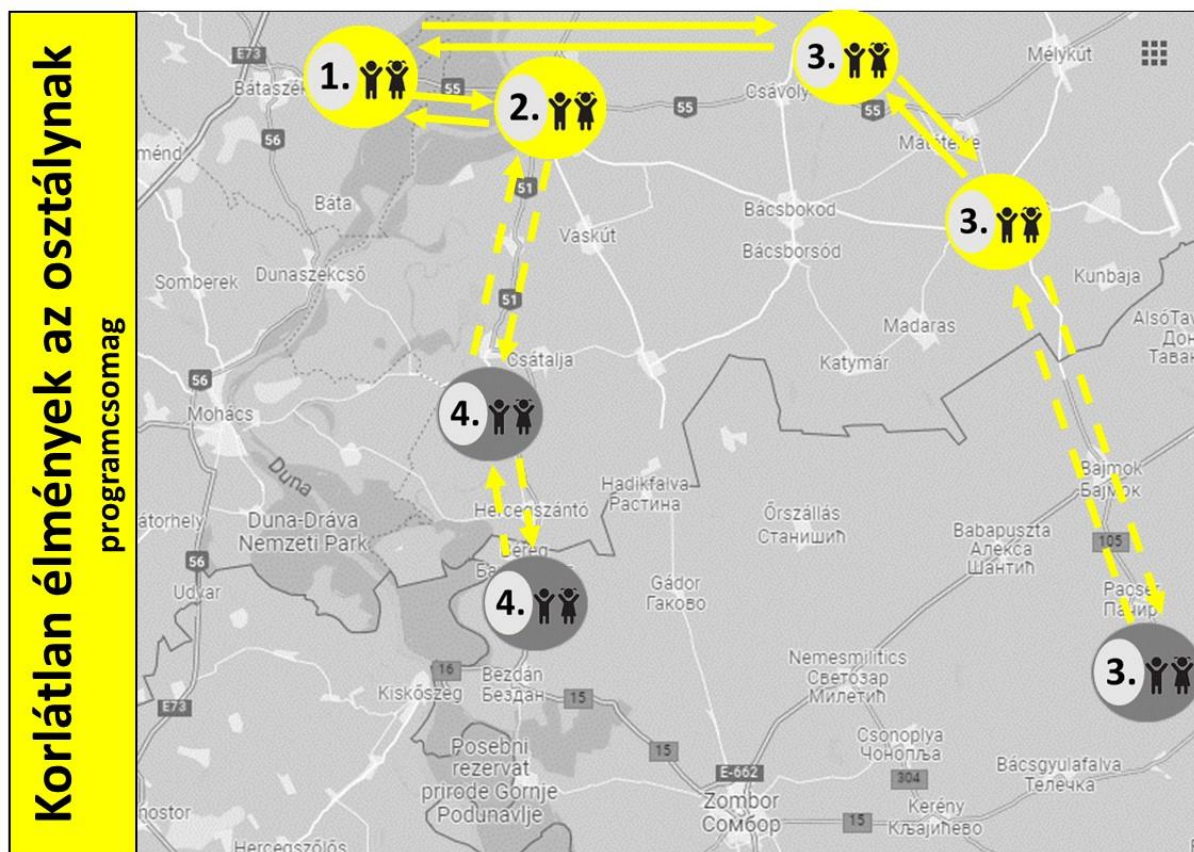 Korlátlan élmények az osztálynak
programcsomag
E73
Bátaszék
1.
2.
3.
Mélykút
55
Csávoly
55
55
56
Mátételke
51
Báta
Vaskút
Bácsbokod
Bácsborsód
3.
Somberek
Dunaszekcső
Kunbaja
51
Madaras
Csátalja
Katymár
56
Mohács
4.
Duna
Bajmok
Бајмок
Hadikfalva
Растина
Hercegszántó
Őrszállás
Станишић
Duna-Dráva
Nemzeti Park
Babapuszta
Алекса
Шантић
105
56
Udvar
Gádor
Гаково
Pacsér
Пачир
4.
3.
Nemesmilitics
Светозар
Милетић
16
Kiskőszeg
Bezdán
Бездан
15
E73
Csonoplya
Чонопља
Posebni
rezervat
prirode Gornje
Podunavlje
15
E-662
304
Bácsgyulafalva
Телечка
Zombor
Сомбор
15
Kerény
Кљајићево
Hercegszőlős